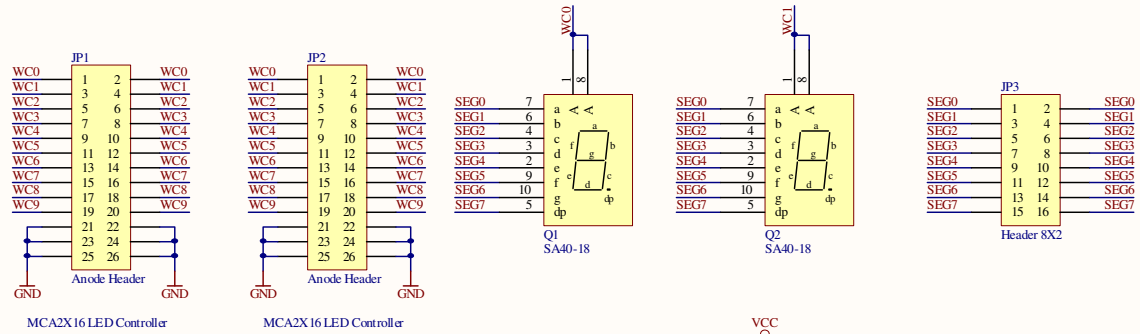 WC0 WC1
JP1 JP2 JP3
WC0 1 2 WC0 WC0 1 2 WC0
WC1 3 4 WC1 WC1 3 4 WC1
WC2 5 6 WC2 WC2 5 6 WC2
WC3 7 8 WC3 WC3 7 8 WC3
WC4 9 10 WC4 WC4 9 10 WC4
WC5 11 12 WC5 WC5 11 12 WC5
WC6 13 14 WC6 WC6 13 14 WC6
WC7 15 16 WC7 WC7 15 16 WC7
WC8 17 18 WC8 WC8 17 18 WC8
WC9 19 20 WC9 WC9 19 20 WC9
21 22 21 22
23 24 23 24
25 26 25 26
Anode Header Anode Header
GND GND GND GND
MCA2X16 LED Controller MCA2X16 LED Controller
1 8
A A
SEG0 7 a
SEG1 6 b
SEG2 4 c
SEG3 3 d
SEG4 2 e
SEG5 9 f
SEG6 10 g
SEG7 5 dp
a
f b
g
e c
d
dp
Q1
SA40-18
1 8
A A
SEG0 7 a
SEG1 6 b
SEG2 4 c
SEG3 3 d
SEG4 2 e
SEG5 9 f
SEG6 10 g
SEG7 5 dp
a
f b
g
e c
d
dp
Q2
SA40-18
SEG0 1 2 SEG0
SEG1 3 4 SEG1
SEG2 5 6 SEG2
SEG3 7 8 SEG3
SEG4 9 10 SEG4
SEG5 11 12 SEG5
SEG6 13 14 SEG6
SEG7 15 16 SEG7
Header 8X2
VCC